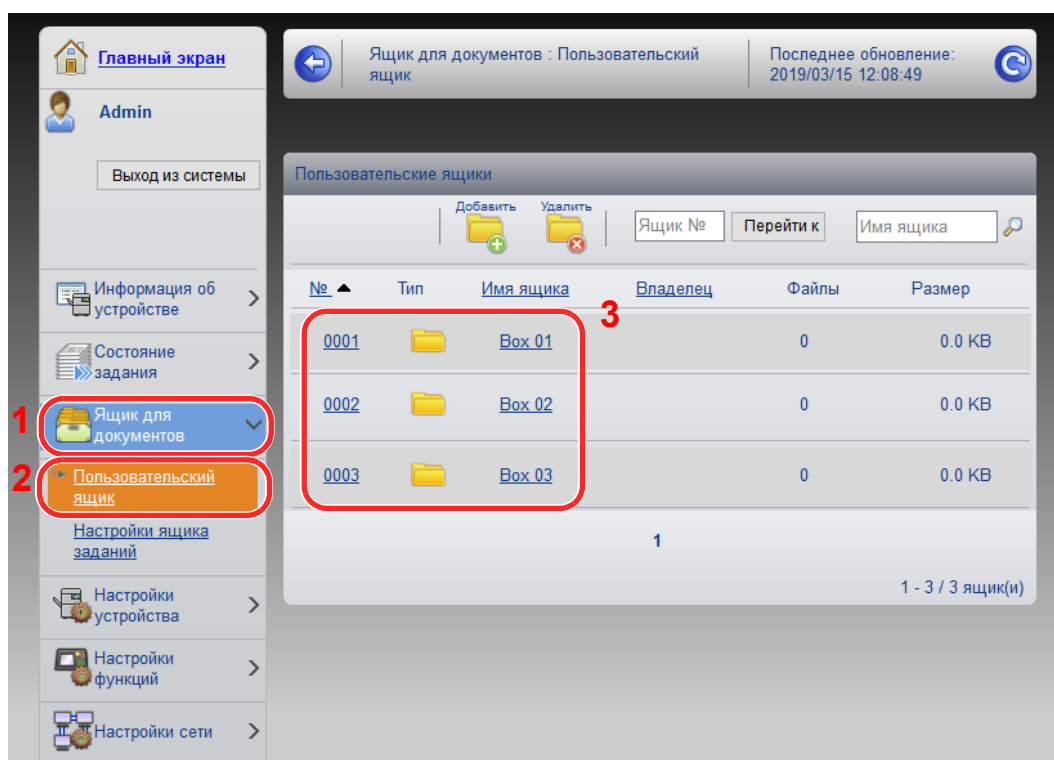 Главный экран
Admin
Выход из системы
Информация об
устройстве
Состояние
задания
1
Ящик для
документов
2
Пользовательский
ящик
Настройки ящика
заданий
Настройки
устройства
Настройки
функций
Настройки сети
Ящик для документов : Пользовательский
ящик
Последнее обновление:
2019/03/15 12:08:49
Пользовательские ящики
Добавить Удалить
Ящик № Перейти к Имя ящика
№ Тип Имя ящика Владелец Файлы Размер
3
0001 Box 01 0 0.0 KB
0002 Box 02 0 0.0 KB
0003 Box 03 0 0.0 KB
1
1 - 3 / 3 ящик(и)